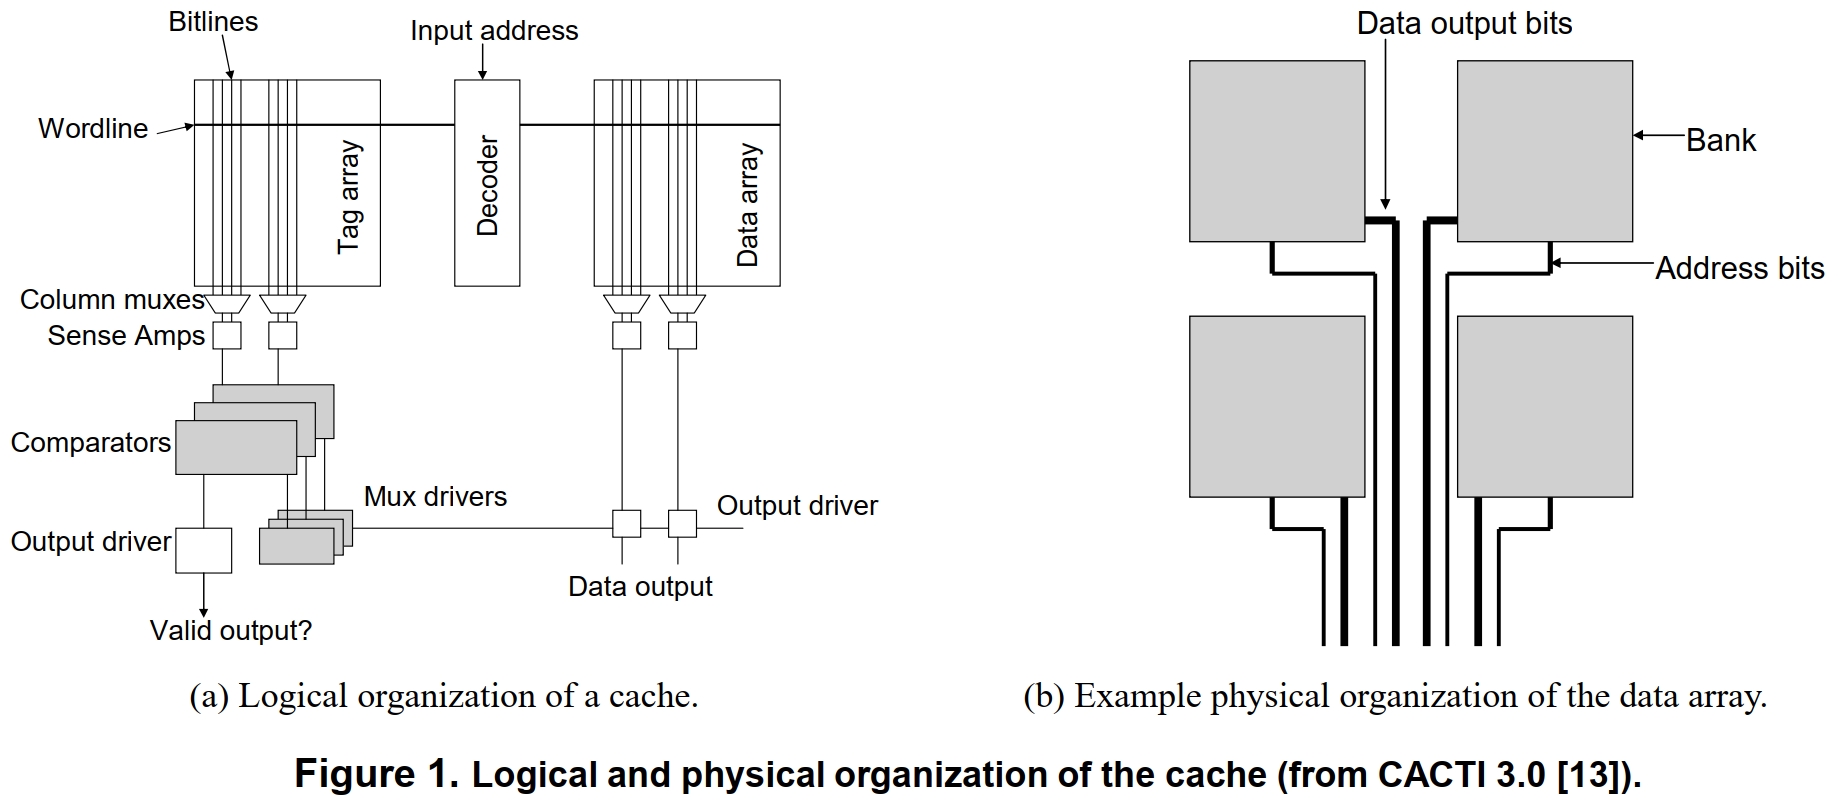 Bitlines
Input address
Wordline
Tag array
Decoder
Data array
Column muxes
Sense Amps
Comparators
Mux drivers
Output driver
Output driver
Data output
Valid output?
(a) Logical organization of a cache.
Data output bits
Bank
Address bits
(b) Example physical organization of the data array.
Figure 1. Logical and physical organization of the cache (from CACTI 3.0 [13]).